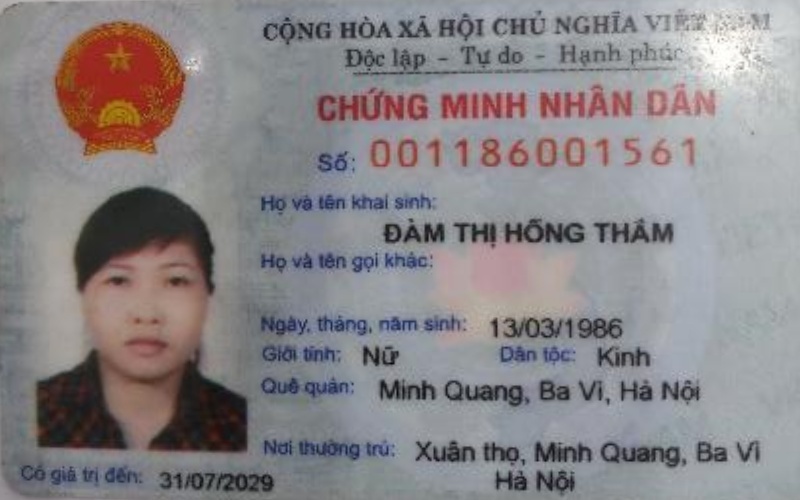 CỘNG HÒA XÃ HỘI CHỦ NGHĨA VIỆT NAM
Độc lập - Tự do - Hạnh phúc
CHỨNG MINH NHÂN DÂN
Số: 001186001561
Họ và tên khai sinh:
ĐÀM THỊ HỒNG THẮM
Họ và tên gọi khác:
Ngày, tháng, năm sinh: 13/03/1986
Giới tính: Nữ Dân tộc: Kinh
Quê quán: Minh Quang, Ba Vì, Hà Nội
Nơi thường trú: Xuân thọ, Minh Quang, Ba Vì
Hà Nội
Có giá trị đến: 31/07/2029